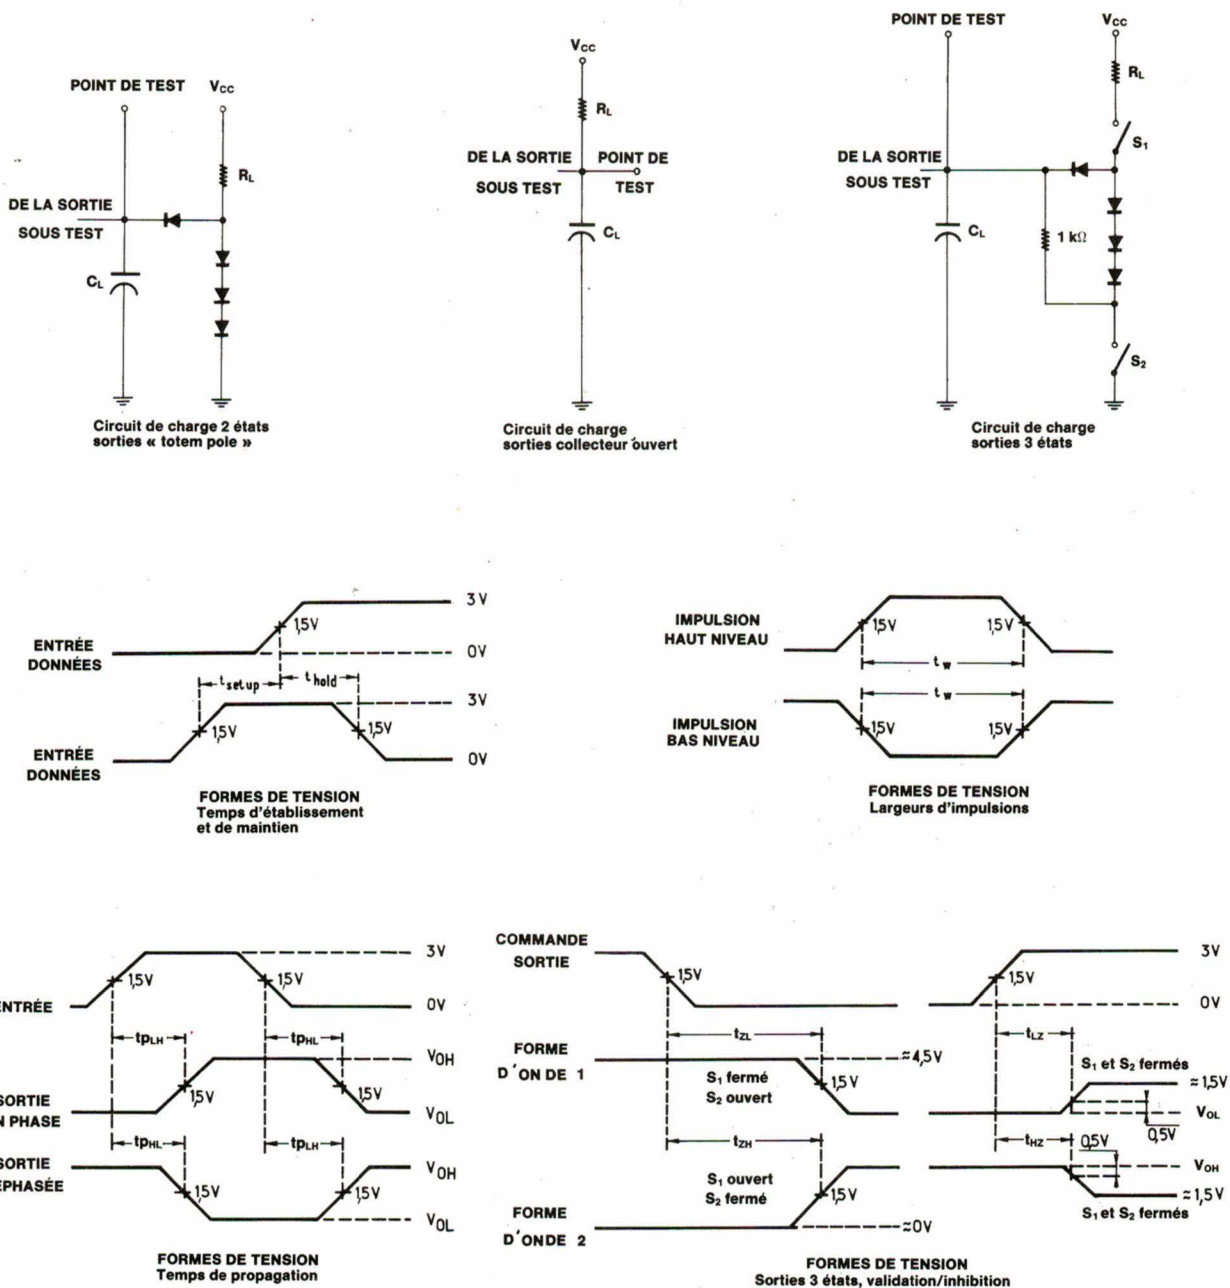 POINT DE TEST
VCC
RL
DE LA SORTIE
SOUS TEST
CL
Circuit de charge 2 états
sorties « totem pole »
VCC
RL
DE LA SORTIE
SOUS TEST
POINT DE
TEST
CL
Circuit de charge
sorties collecteur ouvert
POINT DE TEST
VCC
RL
S1
DE LA SORTIE
SOUS TEST
CL
1 kΩ
S2
Circuit de charge
sorties 3 états
ENTRÉE
DONNÉES
1,5V
3V
0V
t setup
t hold
ENTRÉE
DONNÉES
1,5V
1,5V
3V
0V
FORMES DE TENSION
Temps d'établissement
et de maintien
IMPULSION
HAUT NIVEAU
1,5V
1,5V
tw
tw
IMPULSION
BAS NIVEAU
1,5V
1,5V
FORMES DE TENSION
Largeurs d'impulsions
ENTRÉE
1,5V
1,5V
3V
0V
tpLH
tpHL
SORTIE
N PHASE
1,5V
1,5V
VOH
VOL
tpHL
tpLH
SORTIE
EPHASÉE
1,5V
1,5V
VOH
VOL
FORMES DE TENSION
Temps de propagation
COMMANDE
SORTIE
1,5V
1,5V
3V
0V
tZL
tLZ
FORME
D'ONDE 1
S1 fermé
S2 ouvert
1,5V
≈4,5V
S1 et S2 fermés
≈1,5V
VOL
0,5V
tZH
tHZ
0,5V
S1 ouvert
S2 fermé
1,5V
VOH
≈1,5V
S1 et S2 fermés
FORME
D'ONDE 2
≈0V
FORMES DE TENSION
Sorties 3 états, validation/inhibition